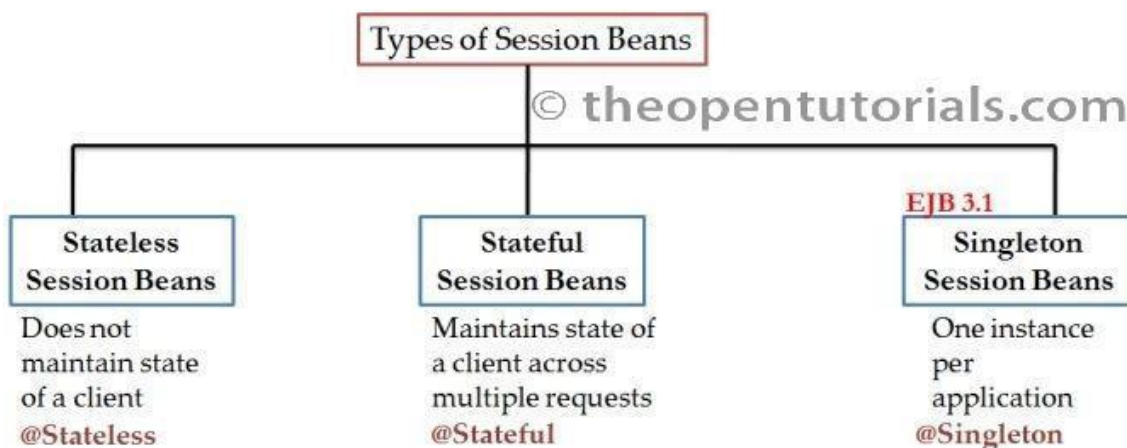 Types of Session Beans
© theopentutorials.com
Stateless
Session Beans
Does not
maintain state
of a client
@Stateless
Stateful
Session Beans
Maintains state of
a client across
multiple requests
@Stateful
EJB 3.1
Singleton
Session Beans
One instance
per
application
@Singleton